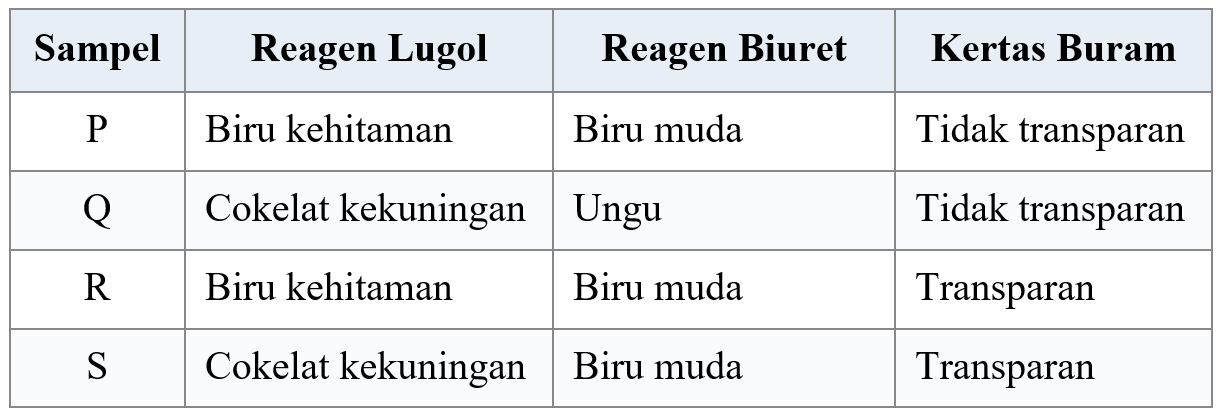 Sampel Reagen Lugol Reagen Biuret Kertas Buram
P Biru kehitaman Biru muda Tidak transparan
Q Cokelat kekuningan Ungu Tidak transparan
R Biru kehitaman Biru muda Transparan
S Cokelat kekuningan Biru muda Transparan